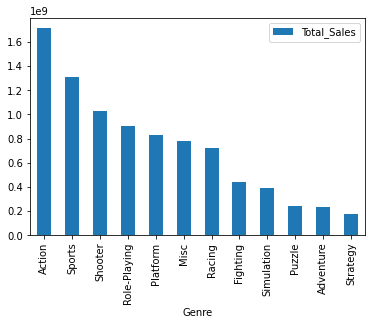 1e9
Total_Sales
1.6
1.4
1.2
1.0
0.8
0.6
0.4
0.2
0.0
Action
Sports
Shooter
Role-Playing
Platform
Misc
Racing
Fighting
Simulation
Puzzle
Adventure
Strategy
Genre